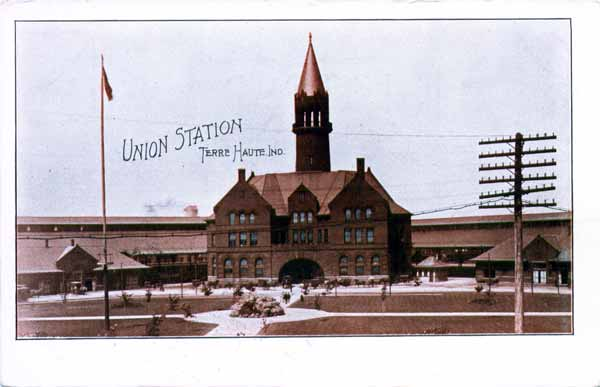 UNION STATION
TERRE HAUTE, IND.